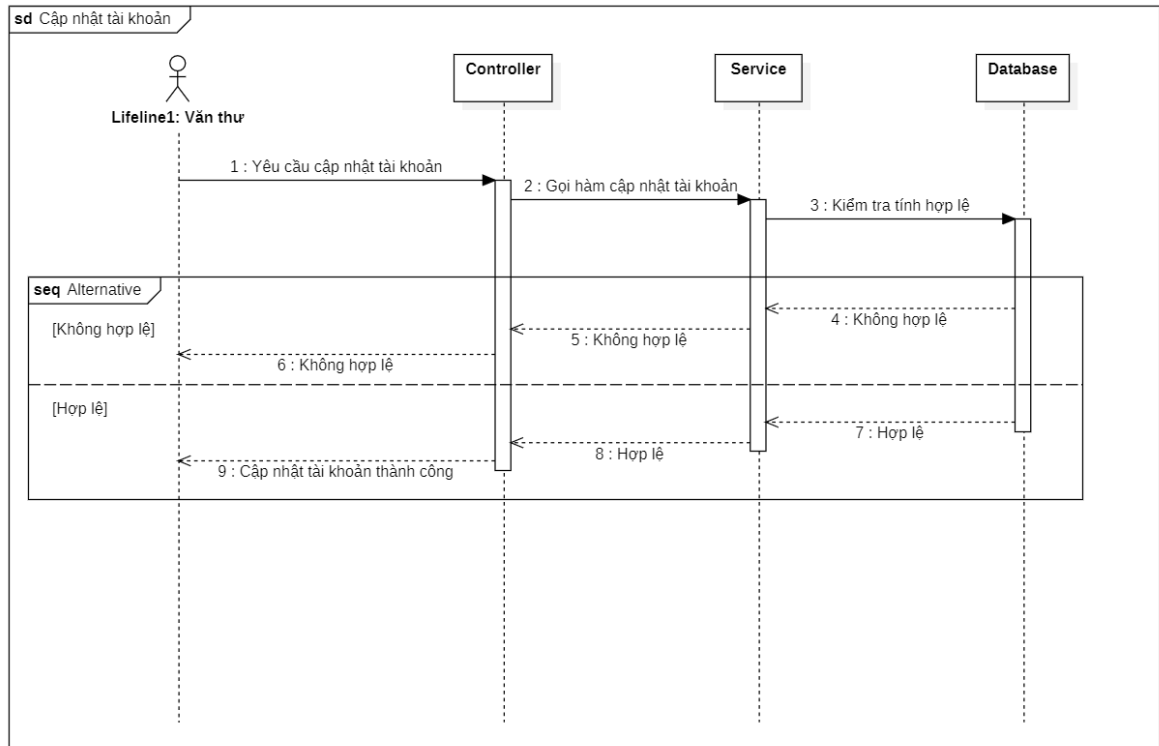 sd Cập nhật tài khoản
Controller
Service
Database
Lifeline1: Văn thư
1 : Yêu cầu cập nhật tài khoản
2 : Gọi hàm cập nhật tài khoản
3 : Kiểm tra tính hợp lệ
seq Alternative
[Không hợp lệ]
4 : Không hợp lệ
5 : Không hợp lệ
6 : Không hợp lệ
[Hợp lệ]
7 : Hợp lệ
8 : Hợp lệ
9 : Cập nhật tài khoản thành công